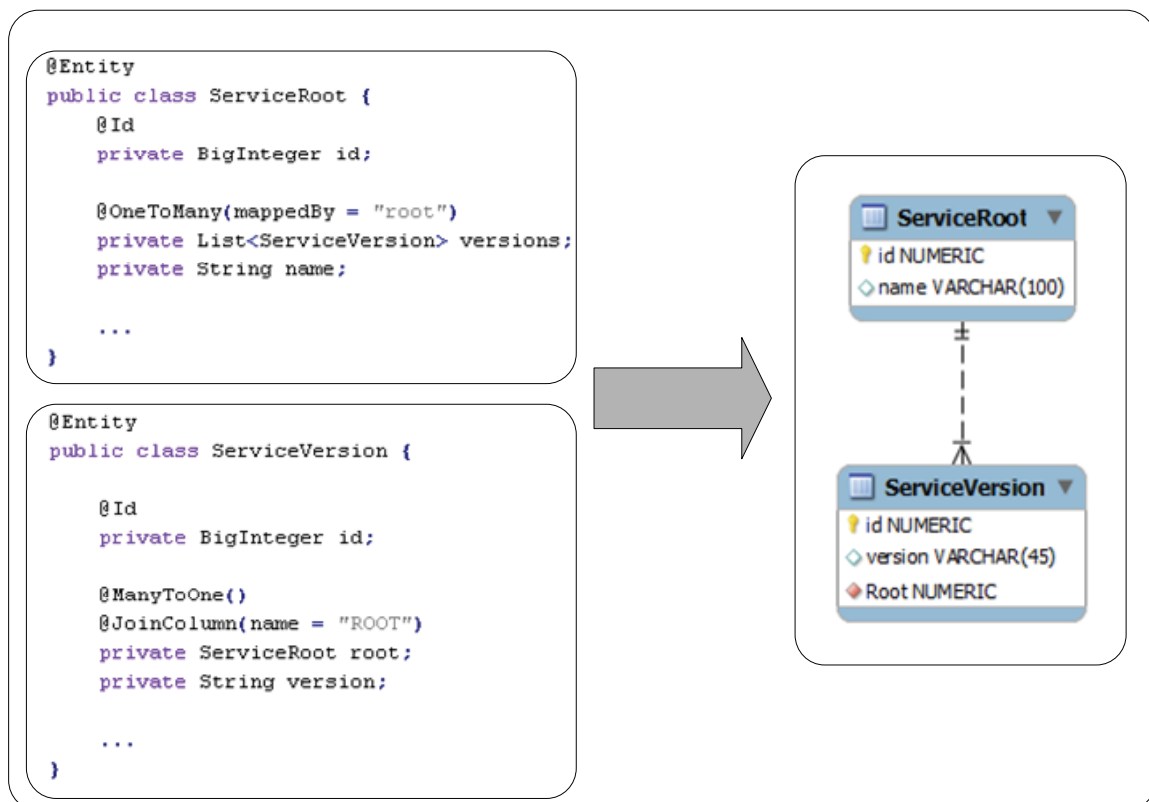 @Entity
public class ServiceRoot {
@Id
private BigInteger id;
@OneToMany(mappedBy = "root")
private List<ServiceVersion> versions;
private String name;
...
}
@Entity
public class ServiceVersion {
@Id
private BigInteger id;
@ManyToOne()
@JoinColumn(name = "ROOT")
private ServiceRoot root;
private String version;
...
}
ServiceRoot
id NUMERIC
name VARCHAR(100)
ServiceVersion
id NUMERIC
version VARCHAR(45)
Root NUMERIC